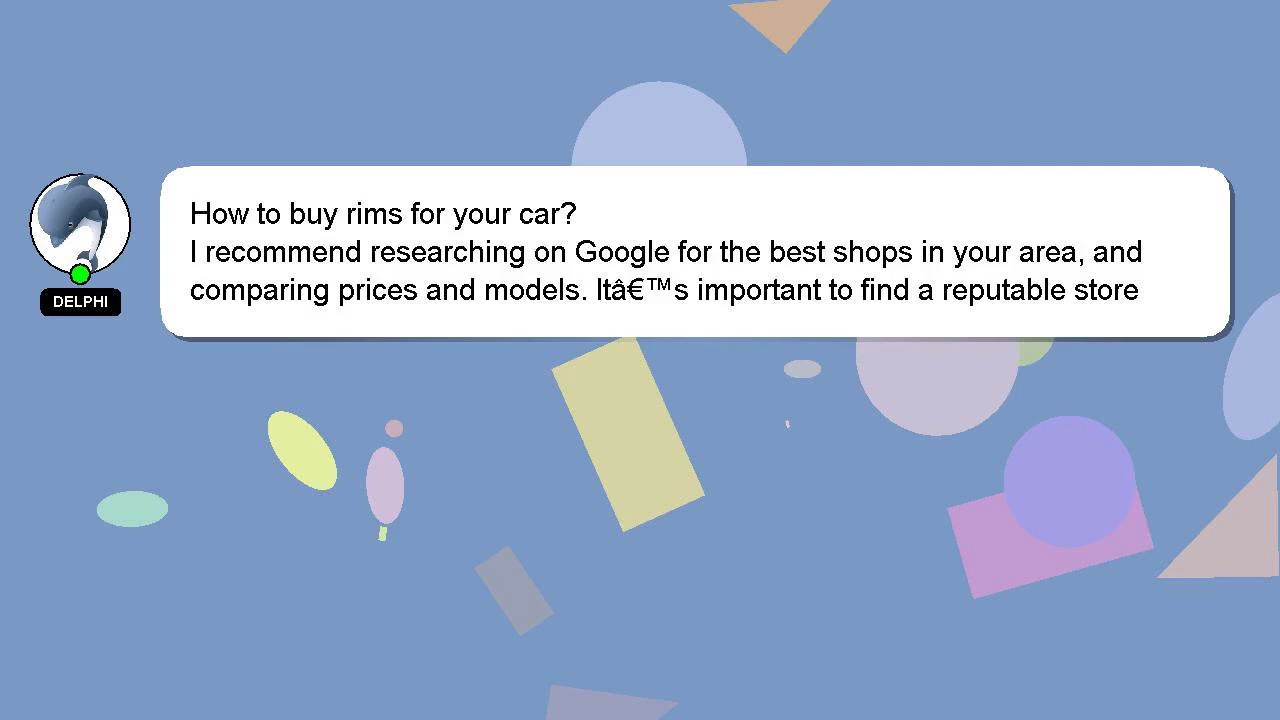 How to buy rims for your car?
I recommend researching on Google for the best shops in your area, and
comparing prices and models. Itâ€™s important to find a reputable store
DELPHI